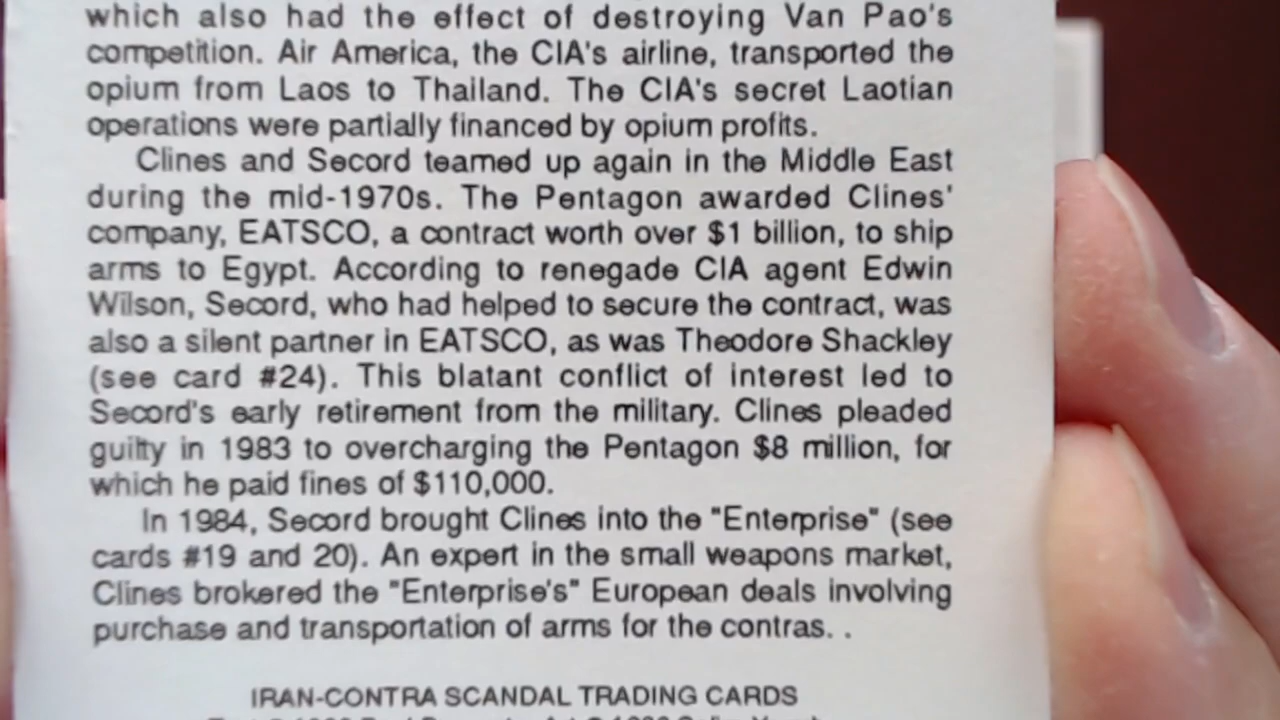 which also had the effect of destroying Van Pao's
competition. Air America, the CIA's airline, transported the
opium from Laos to Thailand. The CIA's secret Laotian
operations were partially financed by opium profits.
Clines and Secord teamed up again in the Middle East
during the mid-1970s. The Pentagon awarded Clines'
company, EATSCO, a contract worth over $1 billion, to ship
arms to Egypt. According to renegade CIA agent Edwin
Wilson, Secord, who had helped to secure the contract, was
also a silent partner in EATSCO, as was Theodore Shackley
(see card #24). This blatant conflict of interest led to
Secord's early retirement from the military. Clines pleaded
guilty in 1983 to overcharging the Pentagon $8 million, for
which he paid fines of $110,000.
In 1984, Secord brought Clines into the "Enterprise" (see
cards #19 and 20). An expert in the small weapons market,
Clines brokered the "Enterprise's" European deals involving
purchase and transportation of arms for the contras. .
IRAN-CONTRA SCANDAL TRADING CARDS